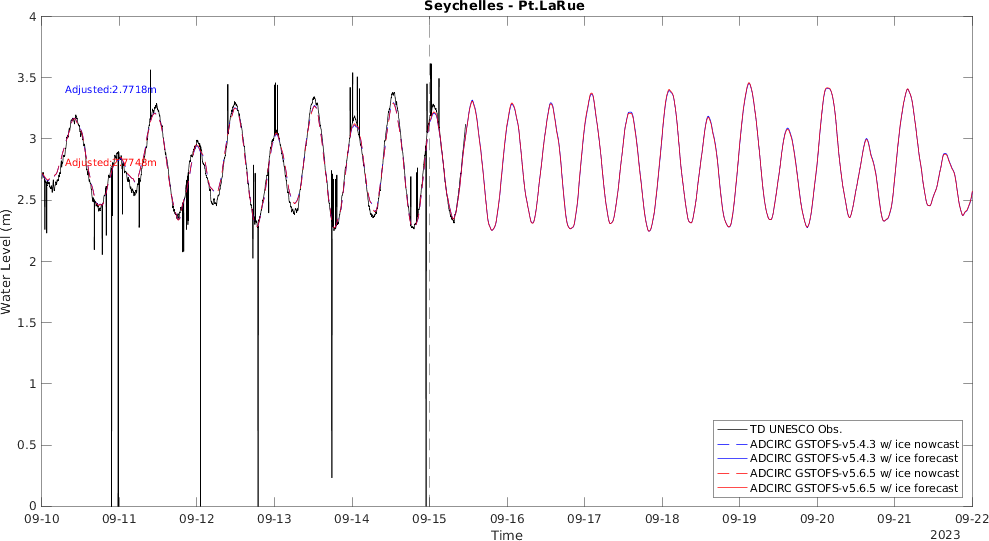 Seychelles - Pt.LaRue
4
3.5
3
2.5
2
1.5
1
0.5
0
Water Level (m)
Adjusted:2.7718m
Adjusted:2.7743m
TD UNESCO Obs.
ADCIRC GSTOFS-v5.4.3 w/ ice nowcast
ADCIRC GSTOFS-v5.4.3 w/ ice forecast
ADCIRC GSTOFS-v5.6.5 w/ ice nowcast
ADCIRC GSTOFS-v5.6.5 w/ ice forecast
09-10 09-11 09-12 09-13 09-14 09-15 09-16 09-17 09-18 09-19 09-20 09-21 09-22
Time
2023